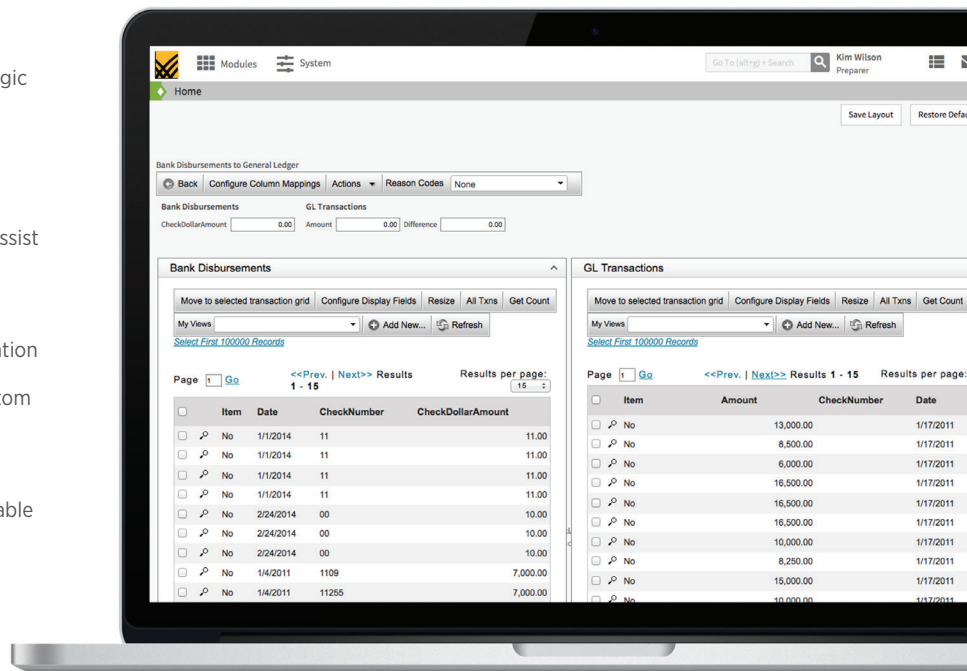 gic
ssist
ation
tom
able
Modules System
Go To (alt+g) + Search
Kim Wilson
Preparer
Home
Save Layout Restore Defau
Bank Disbursements to General Ledger
Back Configure Column Mappings Actions Reason Codes None
Bank Disbursements GL Transactions
CheckDollarAmount 0.00 Amount 0.00 Difference 0.00
Bank Disbursements
Move to selected transaction grid Configure Display Fields Resize All Txns Get Count
My Views Add New... Refresh
Select First 100000 Records
Page 1 Go <<Prev. | Next>> Results 1 - 15 Results per page: 15
Item Date CheckNumber CheckDollarAmount
No 1/1/2014 11 11.00
No 1/1/2014 11 11.00
No 1/1/2014 11 11.00
No 1/1/2014 11 11.00
No 2/24/2014 00 10.00
No 2/24/2014 00 10.00
No 2/24/2014 00 10.00
No 1/4/2011 1109 7,000.00
No 1/4/2011 11255 7,000.00
GL Transactions
Move to selected transaction grid Configure Display Fields Resize All Txns Get Count
My Views Add New... Refresh
Select First 100000 Records
Page 1 Go <<Prev. | Next>> Results 1 - 15 Results per page:
Item Amount CheckNumber Date
No 13,000.00 1/17/2011
No 8,500.00 1/17/2011
No 6,000.00 1/17/2011
No 16,500.00 1/17/2011
No 16,500.00 1/17/2011
No 16,500.00 1/17/2011
No 10,000.00 1/17/2011
No 8,250.00 1/17/2011
No 15,000.00 1/17/2011
No 10,000.00 1/17/2011